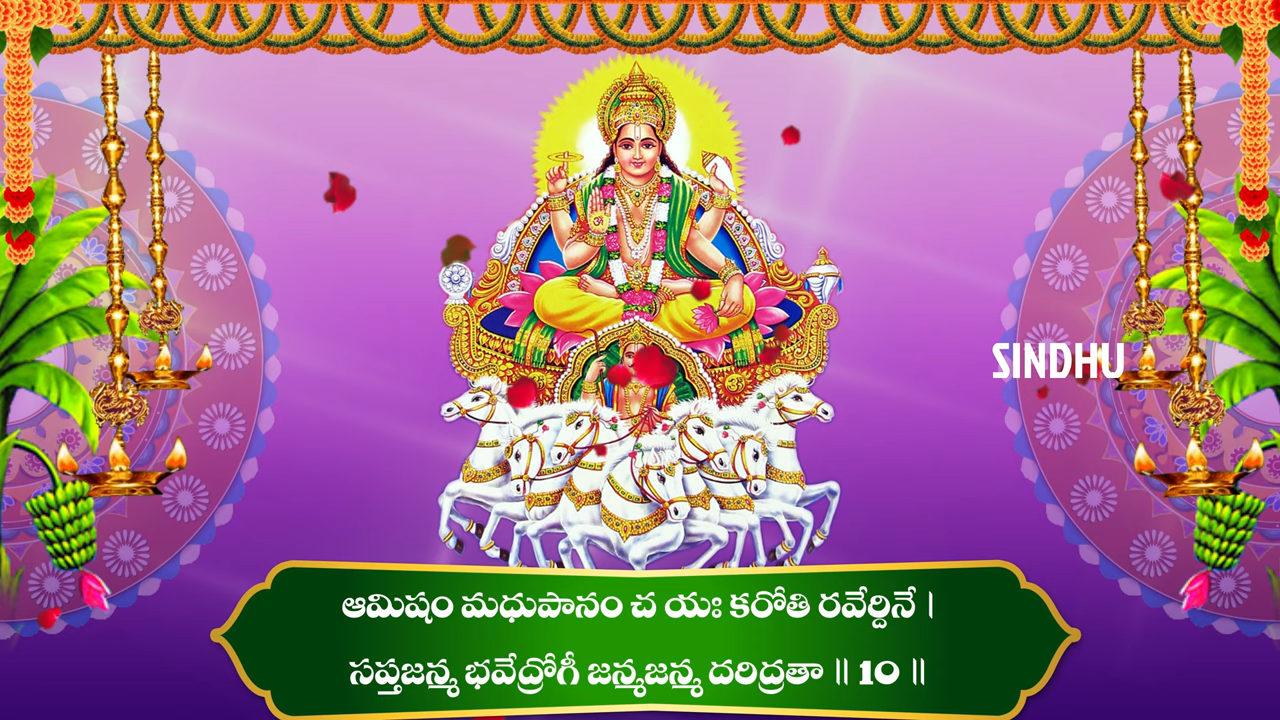 SINDHU
ఆమిషం మధుపానం చ యః కరోతి రవేర్దినే |
సప్తజన్మ భవేద్రోగీ జన్మజన్మ దరిద్రతా || 10 ||